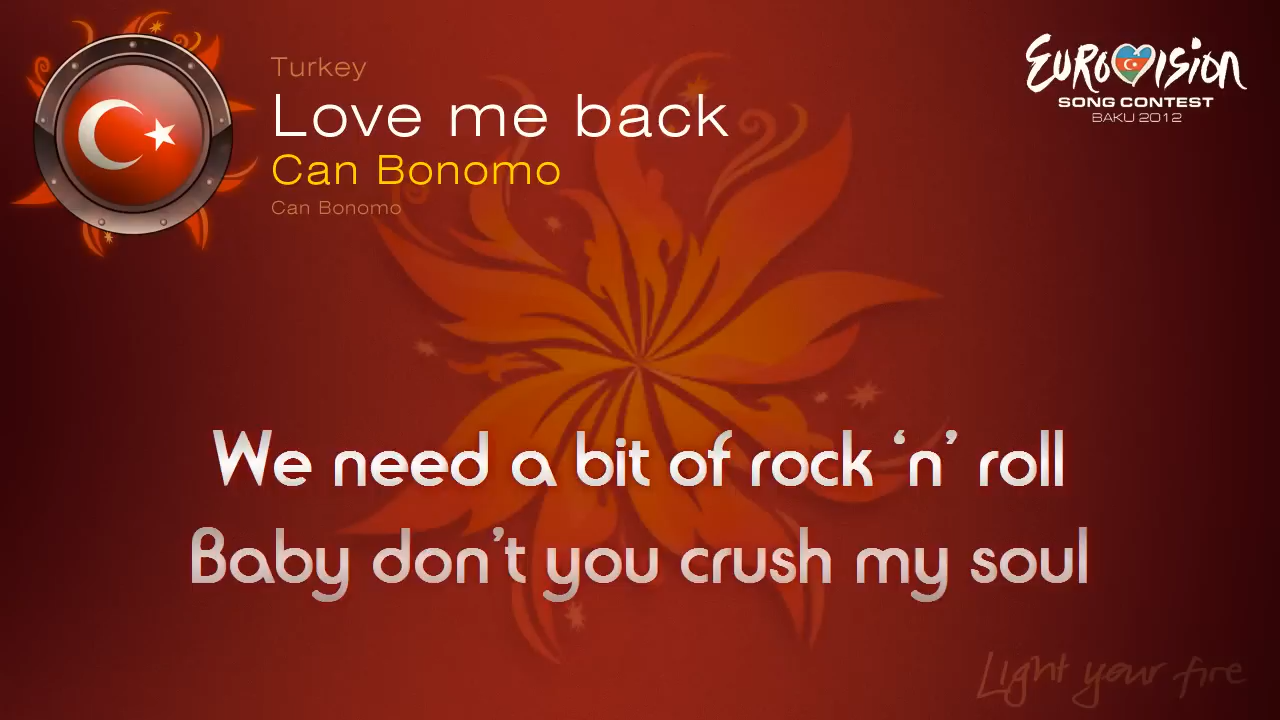 Turkey
Love me back
Can Bonomo
Can Bonomo
EUROVISION
SONG CONTEST
BAKU 2012
We need a bit of rock ‘n’ roll
Baby don’t you crush my soul
Light your fire